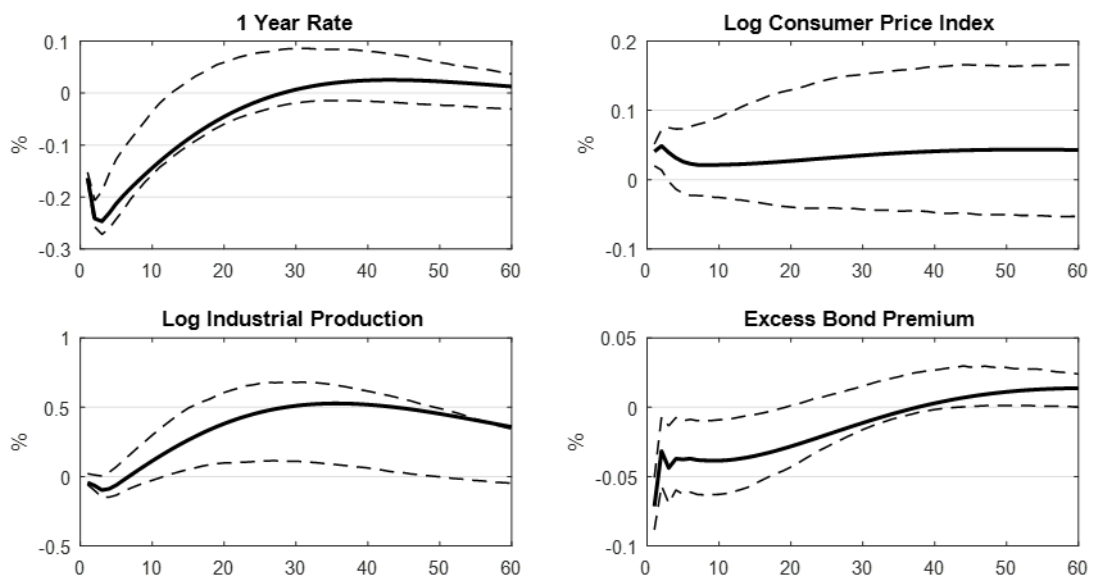 1 Year Rate
0.1
0
-0.1
-0.2
-0.3
%
0 10 20 30 40 50 60
Log Consumer Price Index
0.2
0.1
0
-0.1
%
0 10 20 30 40 50 60
Log Industrial Production
1
0.5
0
-0.5
%
0 10 20 30 40 50 60
Excess Bond Premium
0.05
0
-0.05
-0.1
%
0 10 20 30 40 50 60